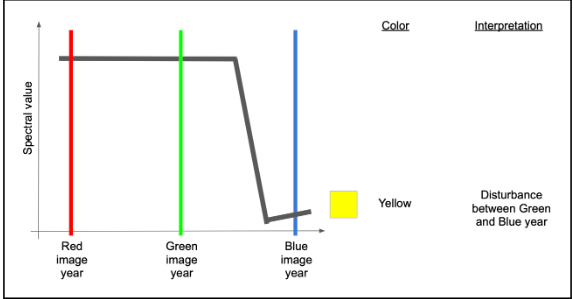 Color
Interpretation
Spectral value
Yellow
Disturbance
between Green
and Blue year
Red
image
year
Green
image
year
Blue
image
year